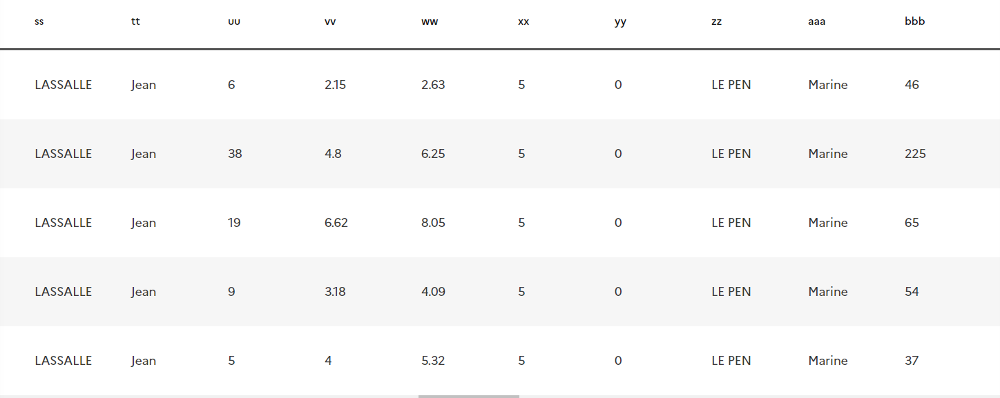 ss tt uu vv ww xx yy zz aaa bbb
LASSALLE Jean 6 2.15 2.63 5 0 LE PEN Marine 46
LASSALLE Jean 38 4.8 6.25 5 0 LE PEN Marine 225
LASSALLE Jean 19 6.62 8.05 5 0 LE PEN Marine 65
LASSALLE Jean 9 3.18 4.09 5 0 LE PEN Marine 54
LASSALLE Jean 5 4 5.32 5 0 LE PEN Marine 37